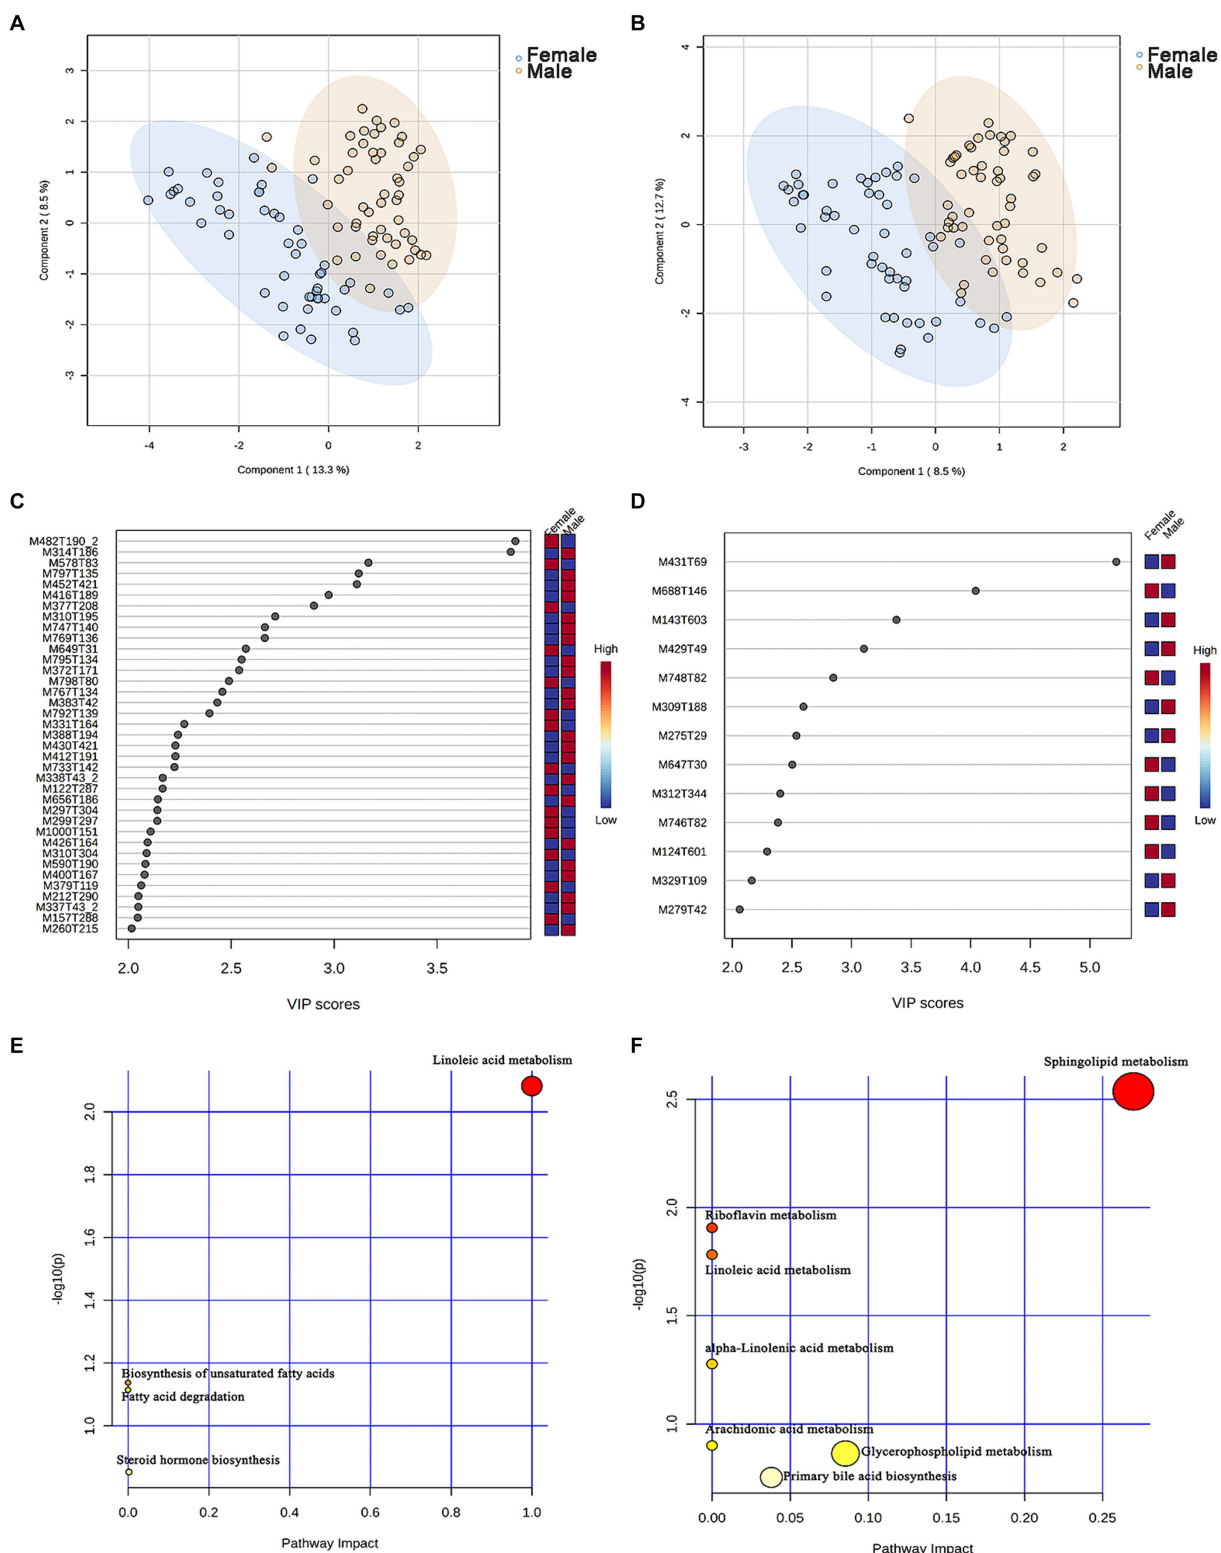 A
Female
Male
3
2
1
0
-1
-2
-3
Component 2 ( 8.5 %)
-4
-2
0
2
Component 1 ( 13.3 %)
B
Female
Male
4
2
0
-2
-4
Component 2 ( 12.7 %)
-3
-2
-1
0
1
2
Component 1 ( 8.5 %)
C
Female
Male
M482T190_2
M314T186
M578T83
M797T135
M452T421
M416T189
M377T208
M310T195
M747T140
M769T136
M649T31
M795T134
M372T171
M798T80
M767T134
M383T42
M792T139
M331T164
M388T194
M430T421
M412T191
M733T142
M338T43_2
M122T287
M656T186
M297T304
M299T297
M1000T151
M426T164
M310T304
M590T190
M400T167
M379T119
M212T290
M337T43_2
M157T288
M260T215
High
Low
2.0
2.5
3.0
3.5
VIP scores
D
Female
Male
M431T69
M688T146
M143T603
M429T49
M748T82
M309T188
M275T29
M647T30
M312T344
M746T82
M124T601
M329T109
M279T42
High
Low
2.0
2.5
3.0
3.5
4.0
4.5
5.0
VIP scores
E
Linoleic acid metabolism
2.0
1.8
1.6
1.4
1.2
1.0
-log10(p)
Biosynthesis of unsaturated fatty acids
Fatty acid degradation
Steroid hormone biosynthesis
0.0
0.2
0.4
0.6
0.8
1.0
Pathway Impact
F
Sphingolipid metabolism
2.5
2.0
1.5
1.0
-log10(p)
Riboflavin metabolism
Linoleic acid metabolism
alpha-Linolenic acid metabolism
Arachidonic acid metabolism
Glycerophospholipid metabolism
Primary bile acid biosynthesis
0.00
0.05
0.10
0.15
0.20
0.25
Pathway Impact